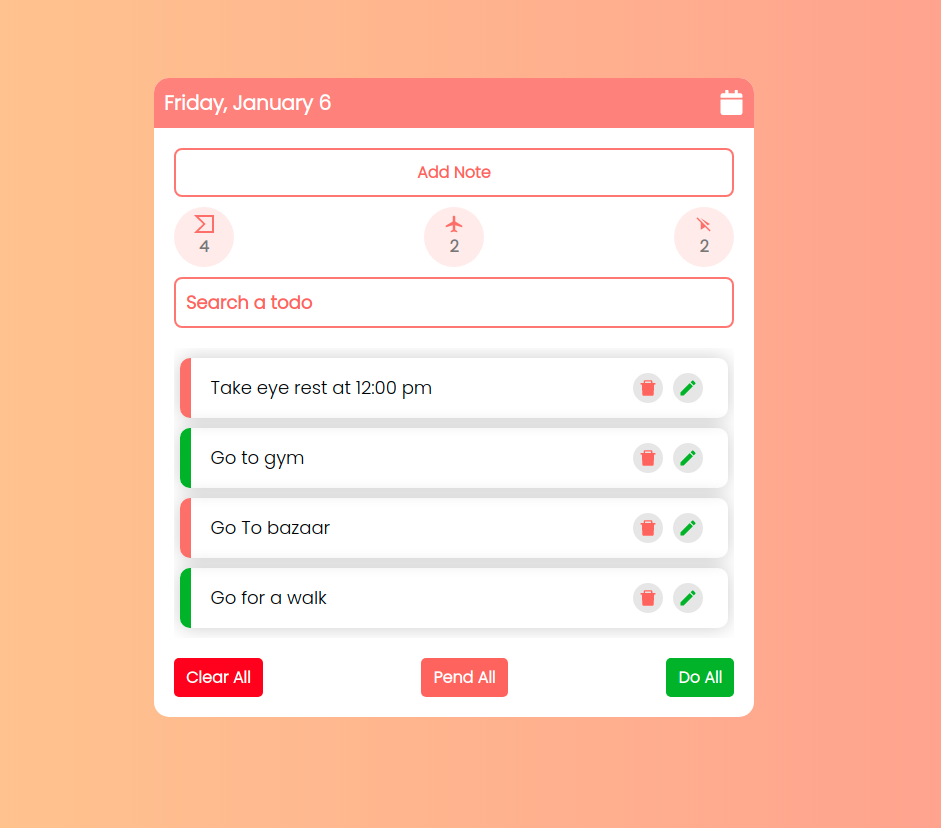 Friday, January 6
Add Note
4
2
2
Search a todo
Take eye rest at 12:00 pm
Go to gym
Go To bazaar
Go for a walk
Clear All
Pend All
Do All